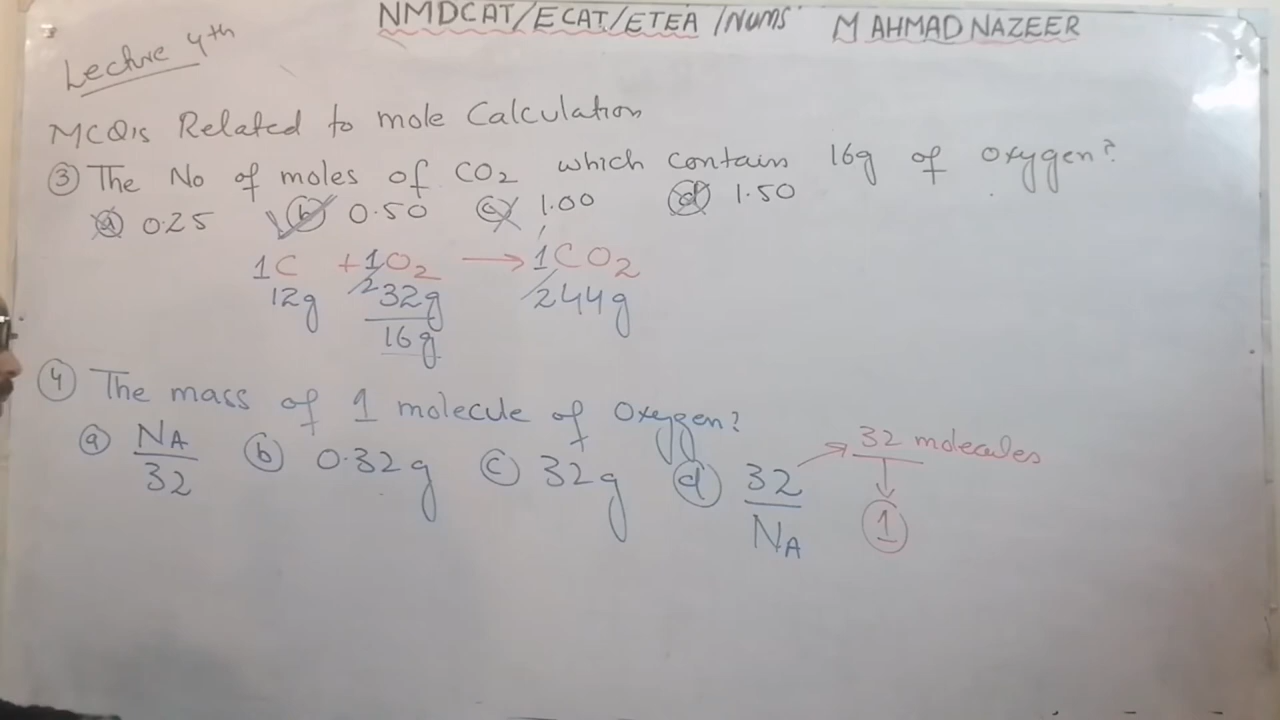 NMDCAT/ECAT/ETEA/NUMS M AHMAD NAZEER
Lecture 4th
MCQ,s Related to mole Calculation
③ The No of moles of CO₂ which contain 16g of Oxygen?
ⓐ 0.25 ⓑ 0.50 ⓒ 1.00 ⓓ 1.50
1C + 1O₂ → 1CO₂
12g /2 32g /2 44g
16g
④ The mass of 1 molecule of Oxygen?
ⓐ NA/32 ⓑ 0.32g ⓒ 32g ⓓ 32/NA → 32 molecules
↓
①